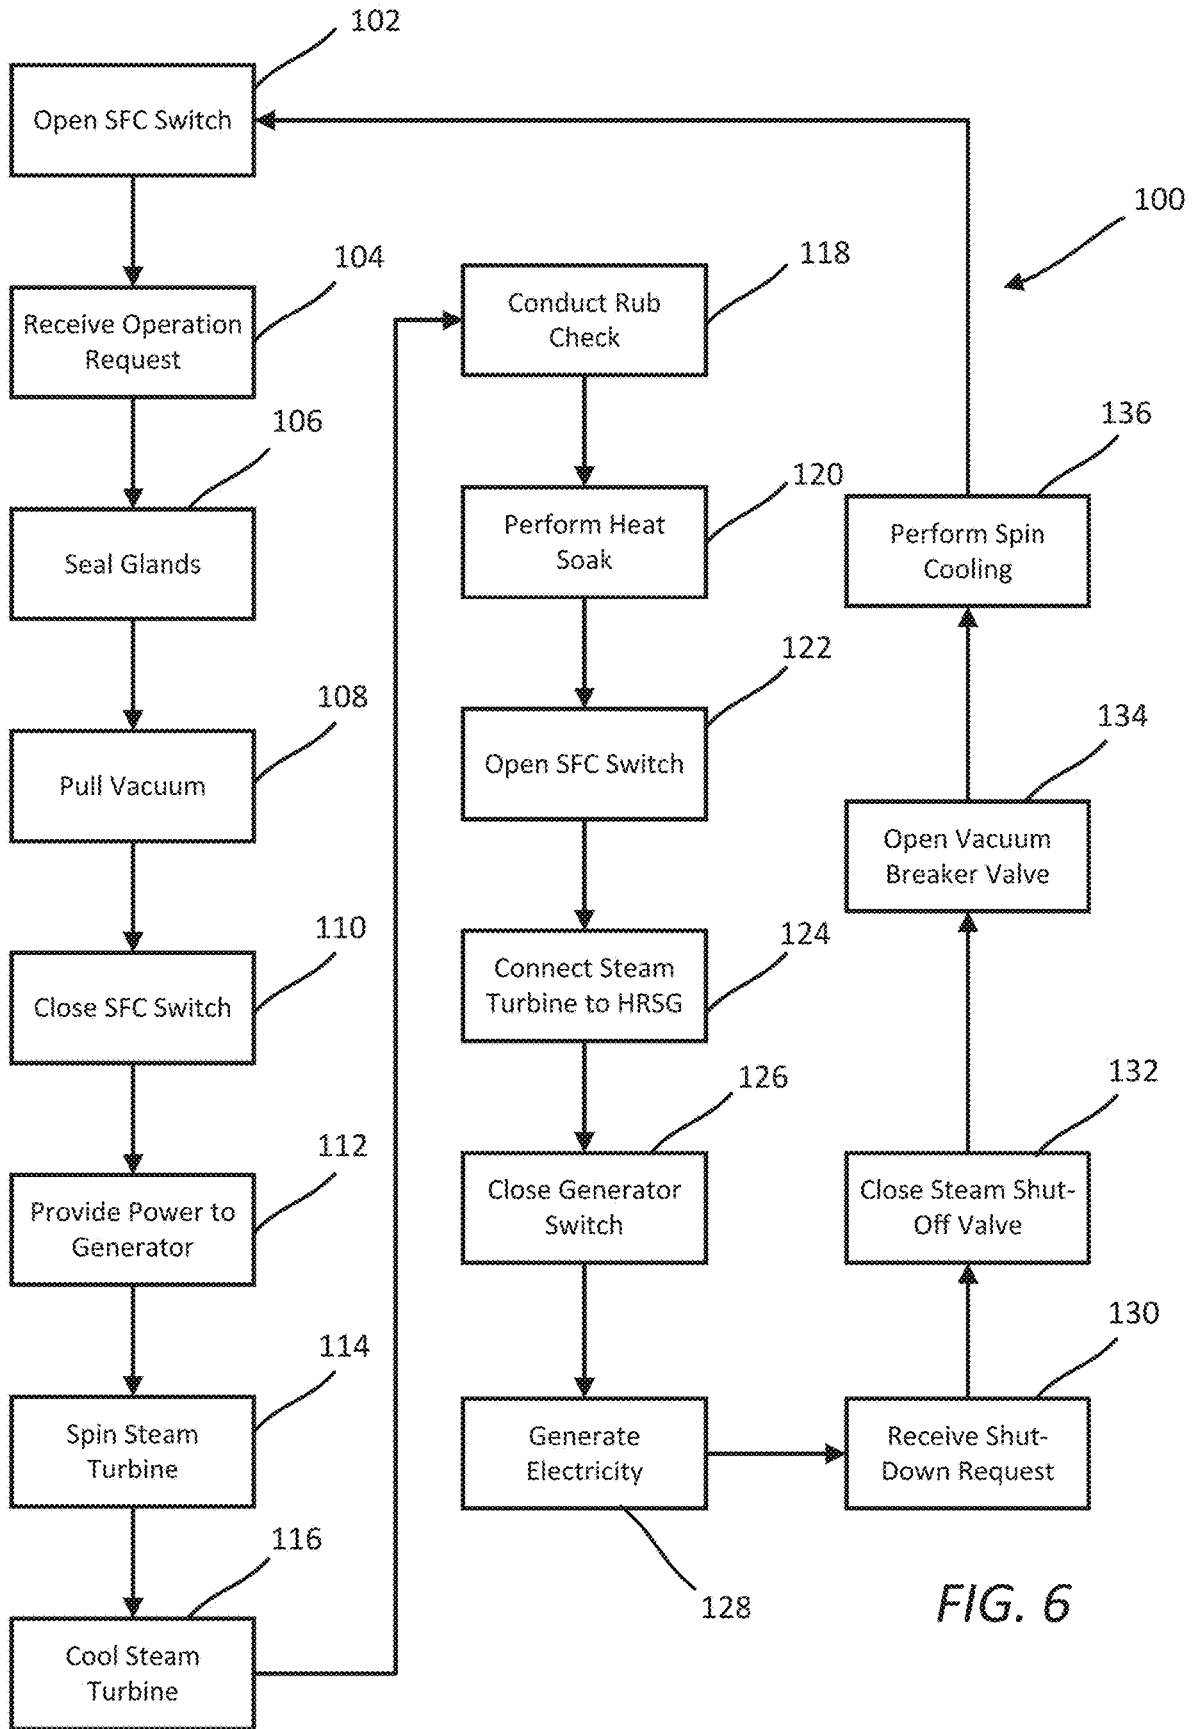 102
Open SFC Switch
104
Receive Operation
Request
106
Seal Glands
108
Pull Vacuum
110
Close SFC Switch
112
Provide Power to
Generator
114
Spin Steam
Turbine
116
Cool Steam
Turbine
118
Conduct Rub
Check
120
Perform Heat
Soak
122
Open SFC Switch
124
Connect Steam
Turbine to HRSG
126
Close Generator
Switch
Generate
Electricity
128
100
136
Perform Spin
Cooling
134
Open Vacuum
Breaker Valve
132
Close Steam Shut-
Off Valve
130
Receive Shut-
Down Request
FIG. 6